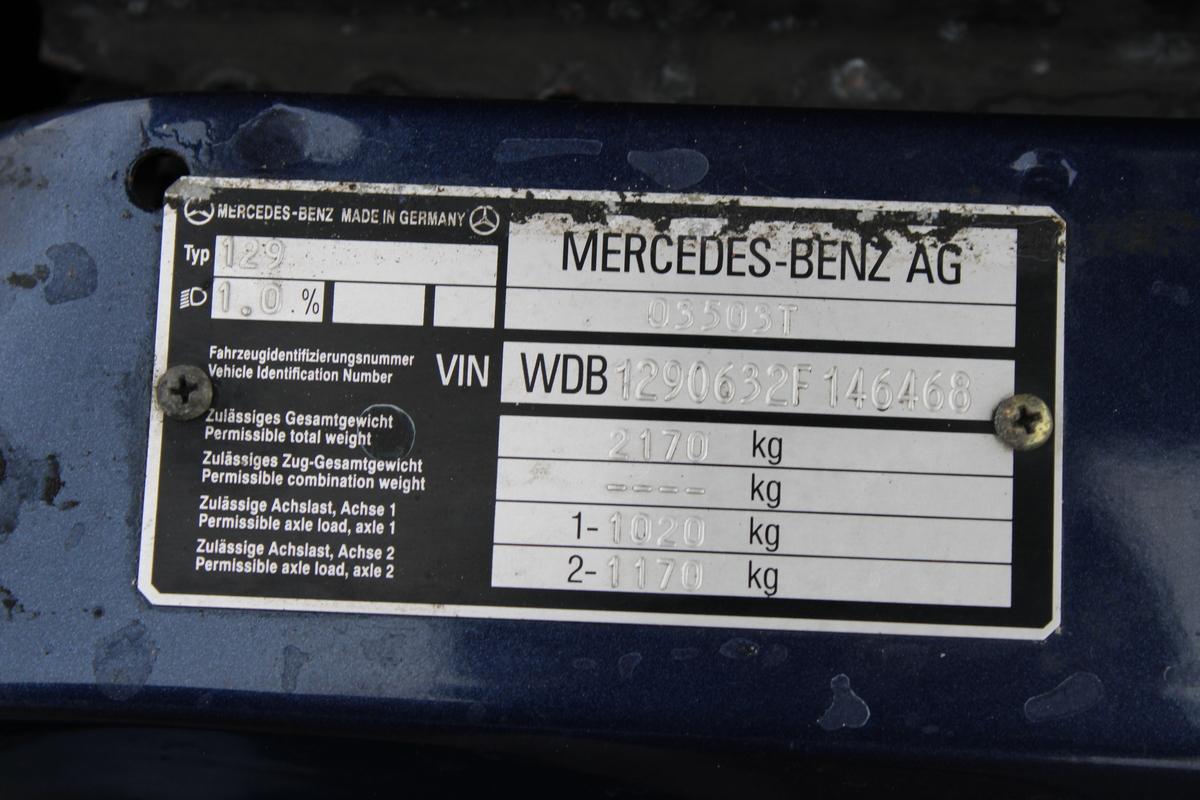 MERCEDES-BENZ MADE IN GERMANY
MERCEDES-BENZ AG
Typ 129
1.0.%
03503T
Fahrzeugidentifizierungsnummer
Vehicle Identification Number
VIN WDB1290632F146468
Zulässiges Gesamtgewicht
Permissible total weight
2170 kg
Zulässiges Zug-Gesamtgewicht
Permissible combination weight
---- kg
Zulässige Achslast, Achse 1
Permissible axle load, axle 1
1-1020 kg
Zulässige Achslast, Achse 2
Permissible axle load, axle 2
2-1170 kg